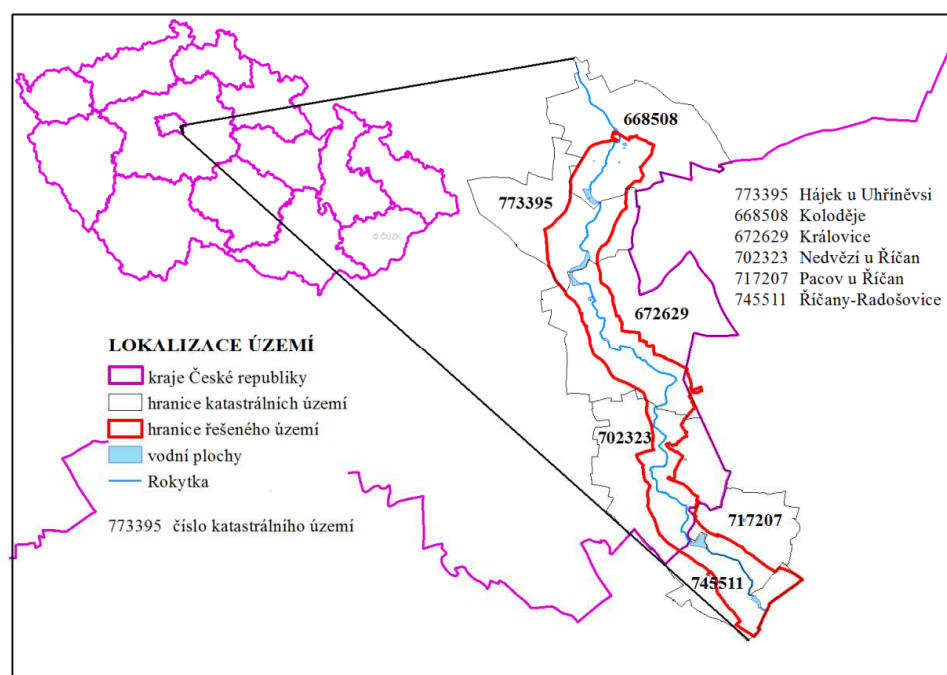 668508
773395
773395 Hájek u Uhříněvsi
668508 Koloděje
672629 Královice
702323 Nedvězí u Říčan
717207 Pacov u Říčan
745511 Říčany-Radošovice
© ČÚZK
672629
LOKALIZACE ÚZEMÍ
kraje České republiky
hranice katastrálních území
hranice řešeného území
vodní plochy
Rokytka
773395 číslo katastrálního území
702323
717207
745511